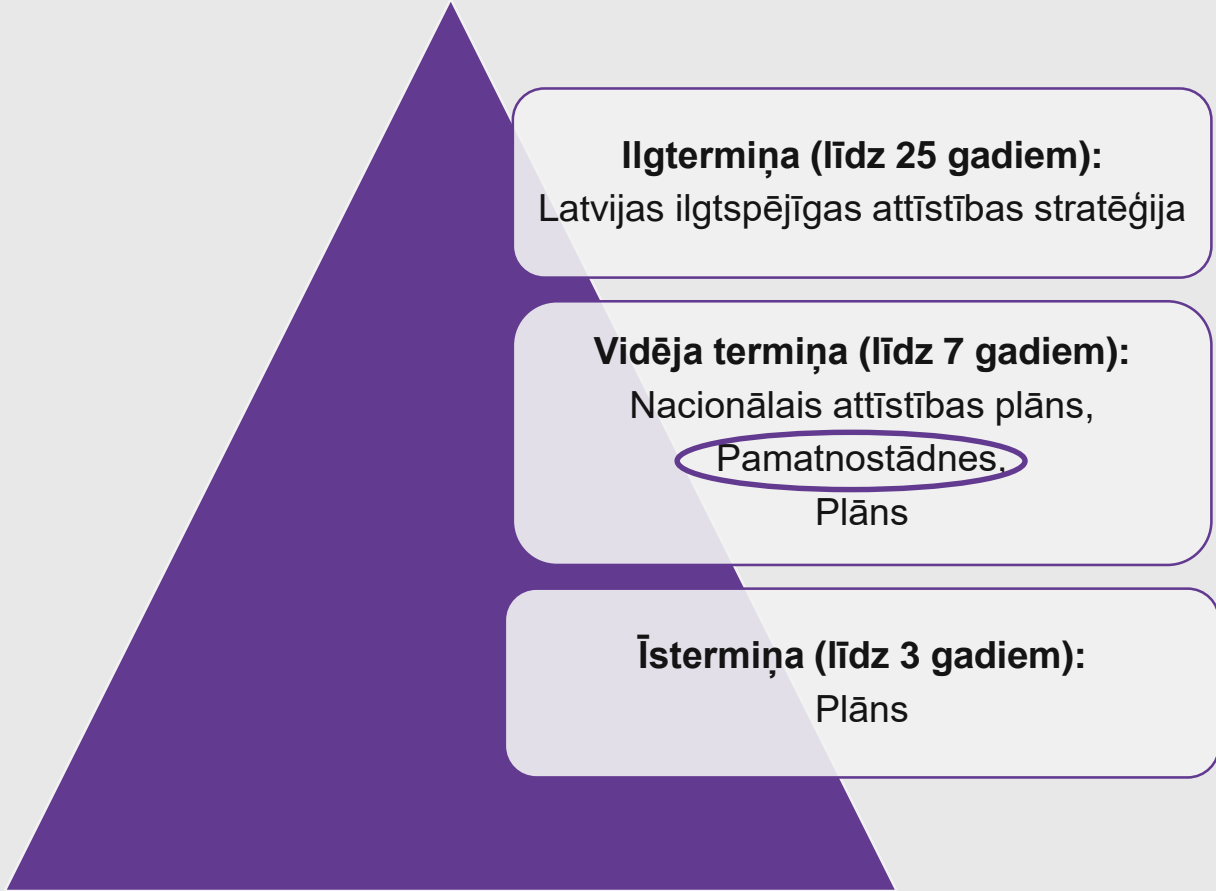 Ilgtermiņa (līdz 25 gadiem):
Latvijas ilgtspējīgas attīstības stratēģija
Vidēja termiņa (līdz 7 gadiem):
Nacionālais attīstības plāns,
Pamatnostādnes,
Plāns
Īstermiņa (līdz 3 gadiem):
Plāns